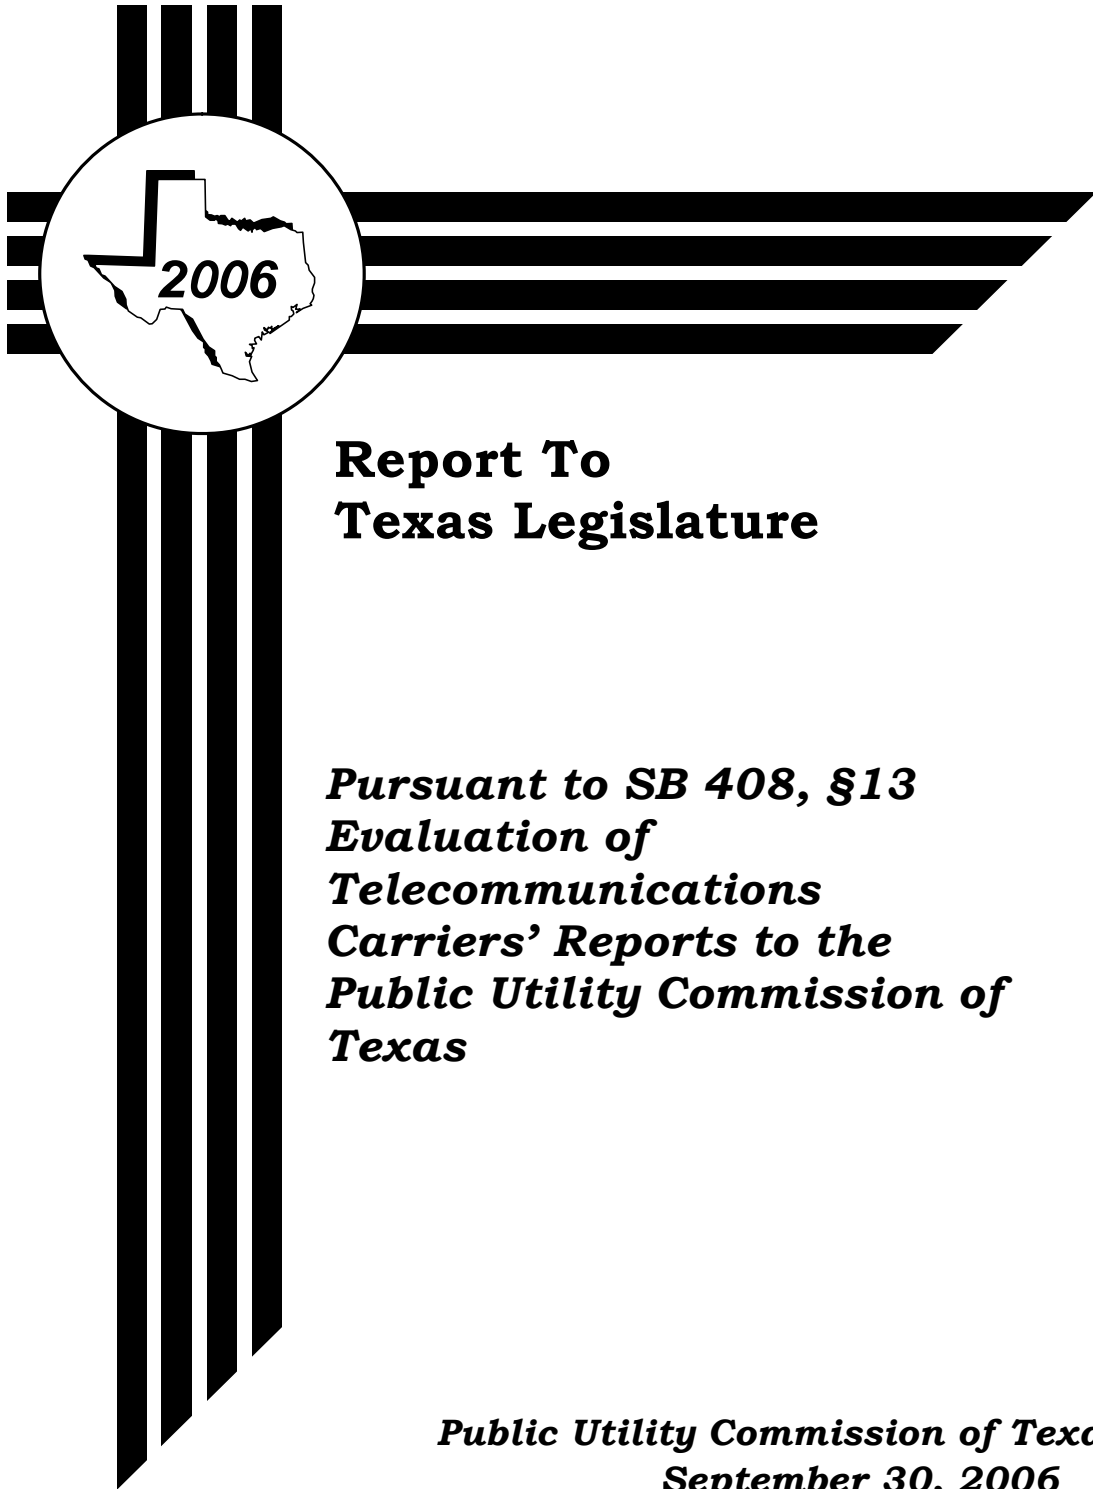 2006
Report To
Texas Legislature
Pursuant to SB 408, §13
Evaluation of
Telecommunications
Carriers’ Reports to the
Public Utility Commission of
Texas
Public Utility Commission of Texa
September 30, 2006